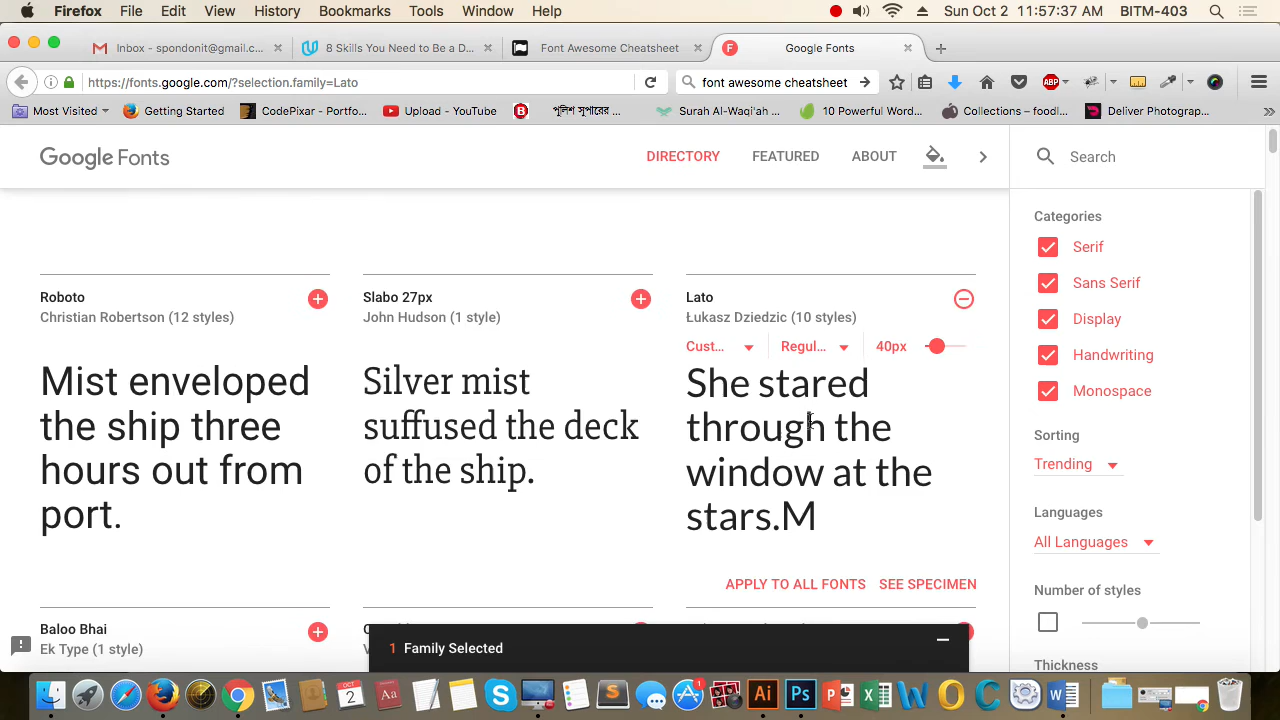 Firefox File Edit View History Bookmarks Tools Window Help Sun Oct 2 11:57:37 AM BITM-403
Inbox - spondonit@gmail.c... 8 Skills You Need to Be a D... Font Awesome Cheatsheet F Google Fonts
https://fonts.google.com/?selection.family=Lato font awesome cheatsheet ABP
Most Visited Getting Started CodePixar - Portfo... Upload - YouTube B পুলিশ সুপারের ... Surah Al-Waqi'ah ... 10 Powerful Word... Collections – foodl... Deliver Photograp...
Google Fonts DIRECTORY FEATURED ABOUT Search
Categories
Serif
Sans Serif
Display
Handwriting
Monospace
Sorting
Trending
Languages
All Languages
Number of styles
Thickness
Roboto
Christian Robertson (12 styles)
Mist enveloped
the ship three
hours out from
port.
Slabo 27px
John Hudson (1 style)
Silver mist
suffused the deck
of the ship.
Lato
Łukasz Dziedzic (10 styles)
Cust... Regul... 40px
She stared
through the
window at the
stars.M
APPLY TO ALL FONTS SEE SPECIMEN
Baloo Bhai
Ek Type (1 style)
1 Family Selected